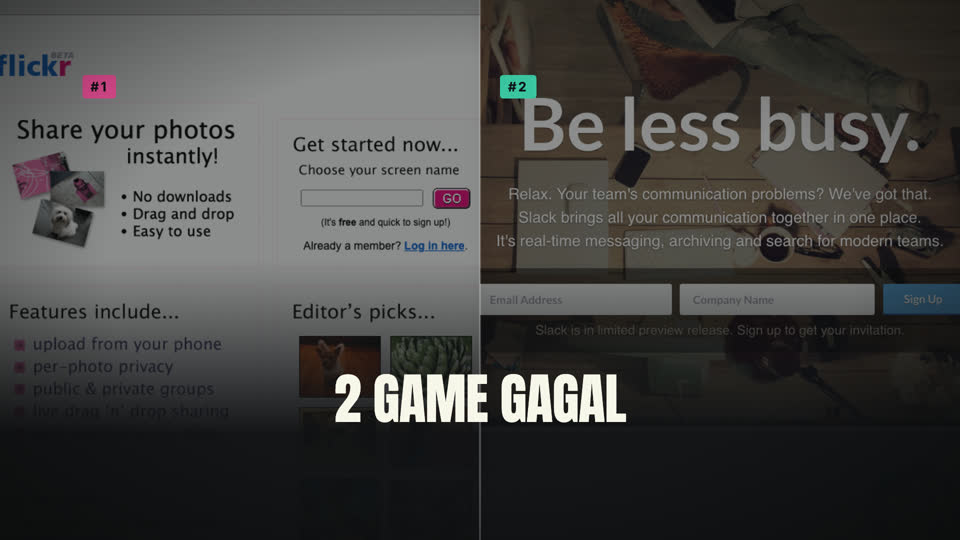 flickr BETA
#1
Share your photos
instantly!
• No downloads
• Drag and drop
• Easy to use
Get started now...
Choose your screen name
GO
(It's free and quick to sign up!)
Already a member? Log in here.
Features include...
upload from your phone
per-photo privacy
public & private groups
live drag 'n' drop sharing
Editor's picks...
#2
Be less busy.
Relax. Your team's communication problems? We've got that.
Slack brings all your communication together in one place.
It's real-time messaging, archiving and search for modern teams.
Email Address
Company Name
Sign Up
Slack is in limited preview release. Sign up to get your invitation.
2 GAME GAGAL